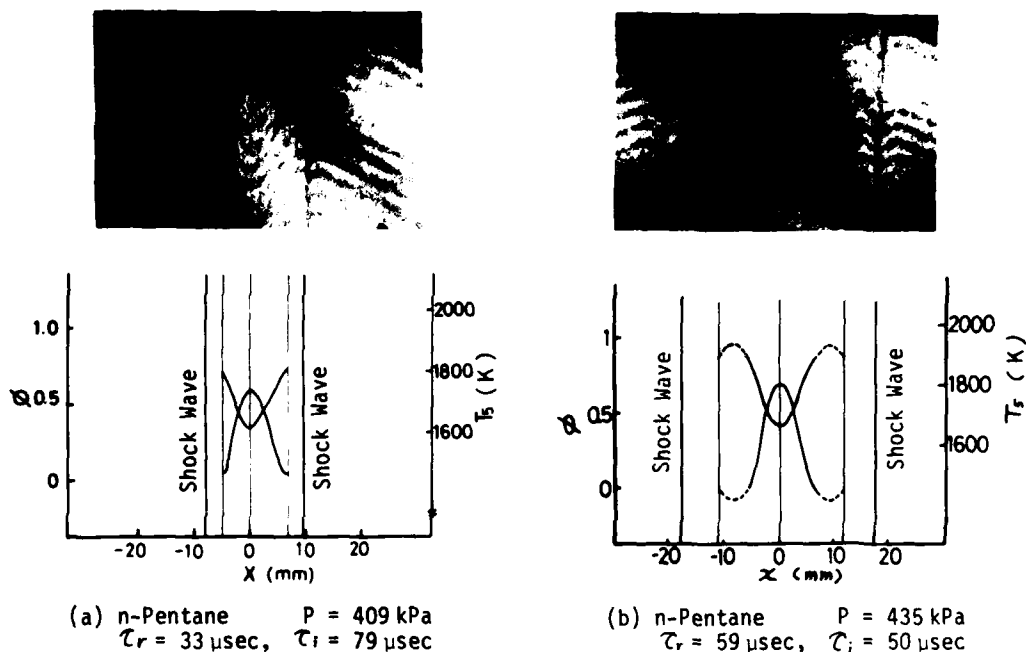 1.0
0.5
0
Ø
2000
1800
1600
T5 (K)
Shock Wave
Shock Wave
-20 -10 0 10 20
X (mm)
(a) n-Pentane P = 409 kPa
τr = 33 μsec, τi = 79 μsec
1
0.5
0
Ø
2000
1800
1600
T5 (K)
Shock Wave
Shock Wave
-20 -10 0 10 20
x (mm)
(b) n-Pentane P = 435 kPa
τr = 59 μsec, τi = 50 μsec